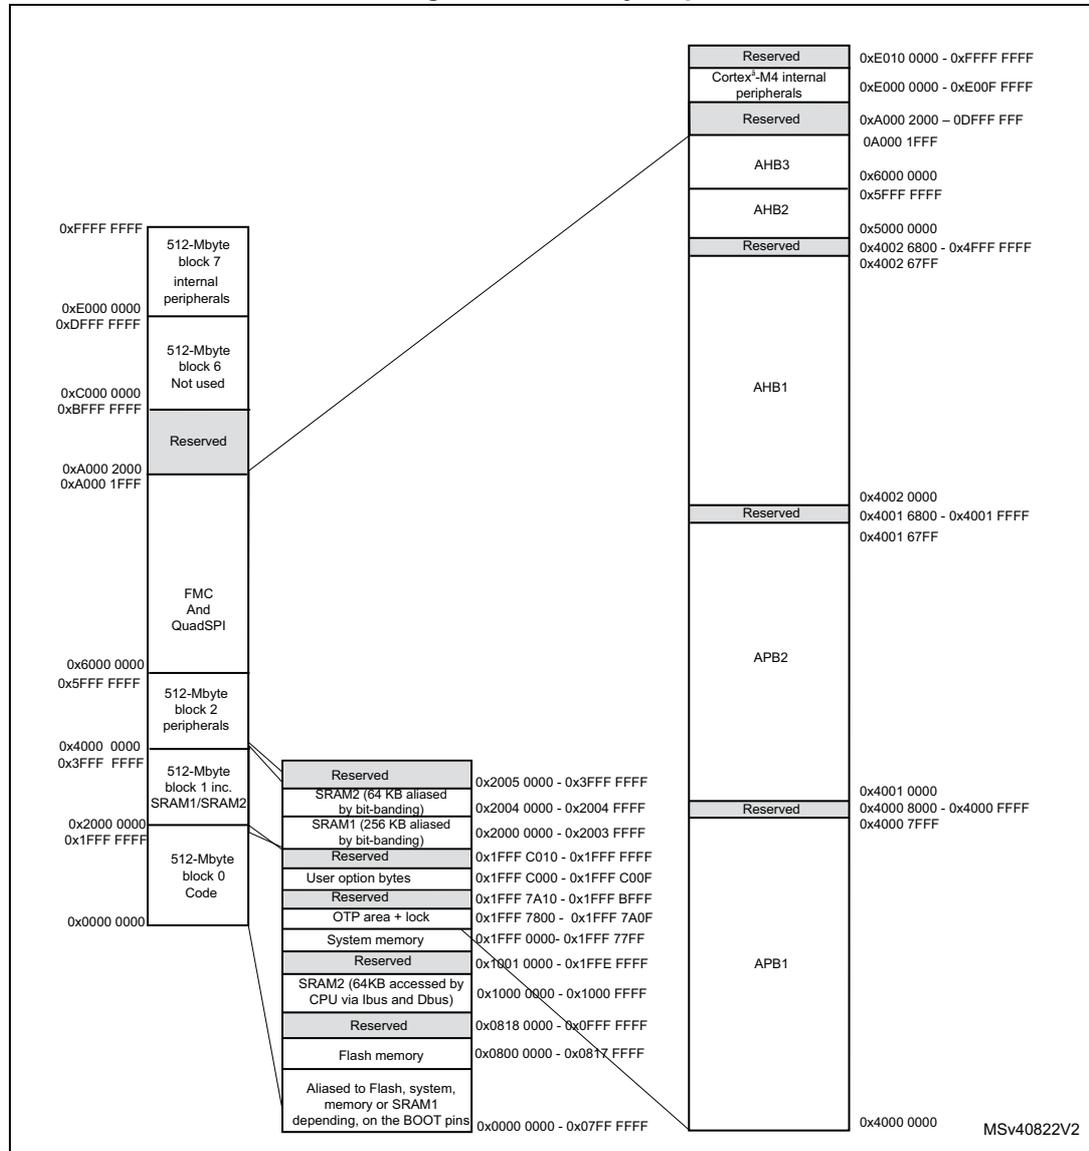 0xFFFF FFFF
512-Mbyte
block 7
internal
peripherals
0xE000 0000
0xDFFF FFFF
512-Mbyte
block 6
Not used
0xC000 0000
0xBFFF FFFF
Reserved
0xA000 2000
0xA000 1FFF
FMC
And
QuadSPI
0x6000 0000
0x5FFF FFFF
512-Mbyte
block 2
peripherals
0x4000 0000
0x3FFF FFFF
512-Mbyte
block 1 inc.
SRAM1/SRAM2
0x2000 0000
0x1FFF FFFF
512-Mbyte
block 0
Code
0x0000 0000
Reserved
0x2005 0000 - 0x3FFF FFFF
SRAM2 (64 KB aliased
by bit-banding)
0x2004 0000 - 0x2004 FFFF
SRAM1 (256 KB aliased
by bit-banding)
0x2000 0000 - 0x2003 FFFF
Reserved
0x1FFF C010 - 0x1FFF FFFF
User option bytes
0x1FFF C000 - 0x1FFF C00F
Reserved
0x1FFF 7A10 - 0x1FFF BFFF
OTP area + lock
0x1FFF 7800 - 0x1FFF 7A0F
System memory
0x1FFF 0000- 0x1FFF 77FF
Reserved
0x1001 0000 - 0x1FFE FFFF
SRAM2 (64KB accessed by
CPU via Ibus and Dbus)
0x1000 0000 - 0x1000 FFFF
Reserved
0x0818 0000 - 0x0FFF FFFF
Flash memory
0x0800 0000 - 0x0817 FFFF
Aliased to Flash, system,
memory or SRAM1
depending, on the BOOT pins
0x0000 0000 - 0x07FF FFFF
Reserved
0xE010 0000 - 0xFFFF FFFF
Cortexâ-M4 internal
peripherals
0xE000 0000 - 0xE00F FFFF
Reserved
0xA000 2000 – 0DFFF FFF
0A000 1FFF
AHB3
0x6000 0000
0x5FFF FFFF
AHB2
0x5000 0000
Reserved
0x4002 6800 - 0x4FFF FFFF
0x4002 67FF
AHB1
0x4002 0000
Reserved
0x4001 6800 - 0x4001 FFFF
0x4001 67FF
APB2
0x4001 0000
Reserved
0x4000 8000 - 0x4000 FFFF
0x4000 7FFF
APB1
0x4000 0000
MSv40822V2